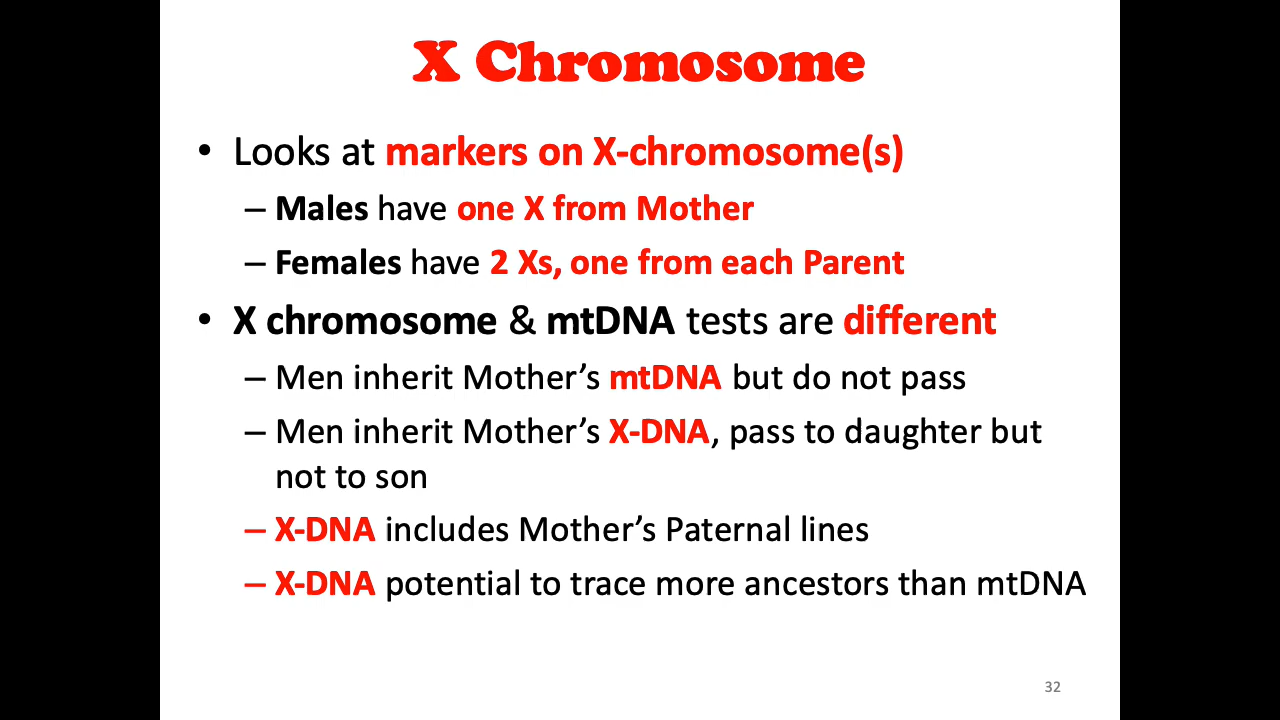 X Chromosome
• Looks at markers on X-chromosome(s)
– Males have one X from Mother
– Females have 2 Xs, one from each Parent
• X chromosome & mtDNA tests are different
– Men inherit Mother’s mtDNA but do not pass
– Men inherit Mother’s X-DNA, pass to daughter but
not to son
– X-DNA includes Mother’s Paternal lines
– X-DNA potential to trace more ancestors than mtDNA
32